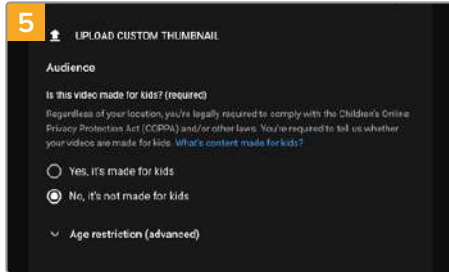 5
UPLOAD CUSTOM THUMBNAIL
Audience
Is this video made for kids? (required)
Regardless of your location, you're legally required to comply with the Children's Online
Privacy Protection Act (COPPA) and/or other laws. You're required to tell us whether
your videos are made for kids. What's content made for kids?
Yes, it's made for kids
No, it's not made for kids
Age restriction (advanced)